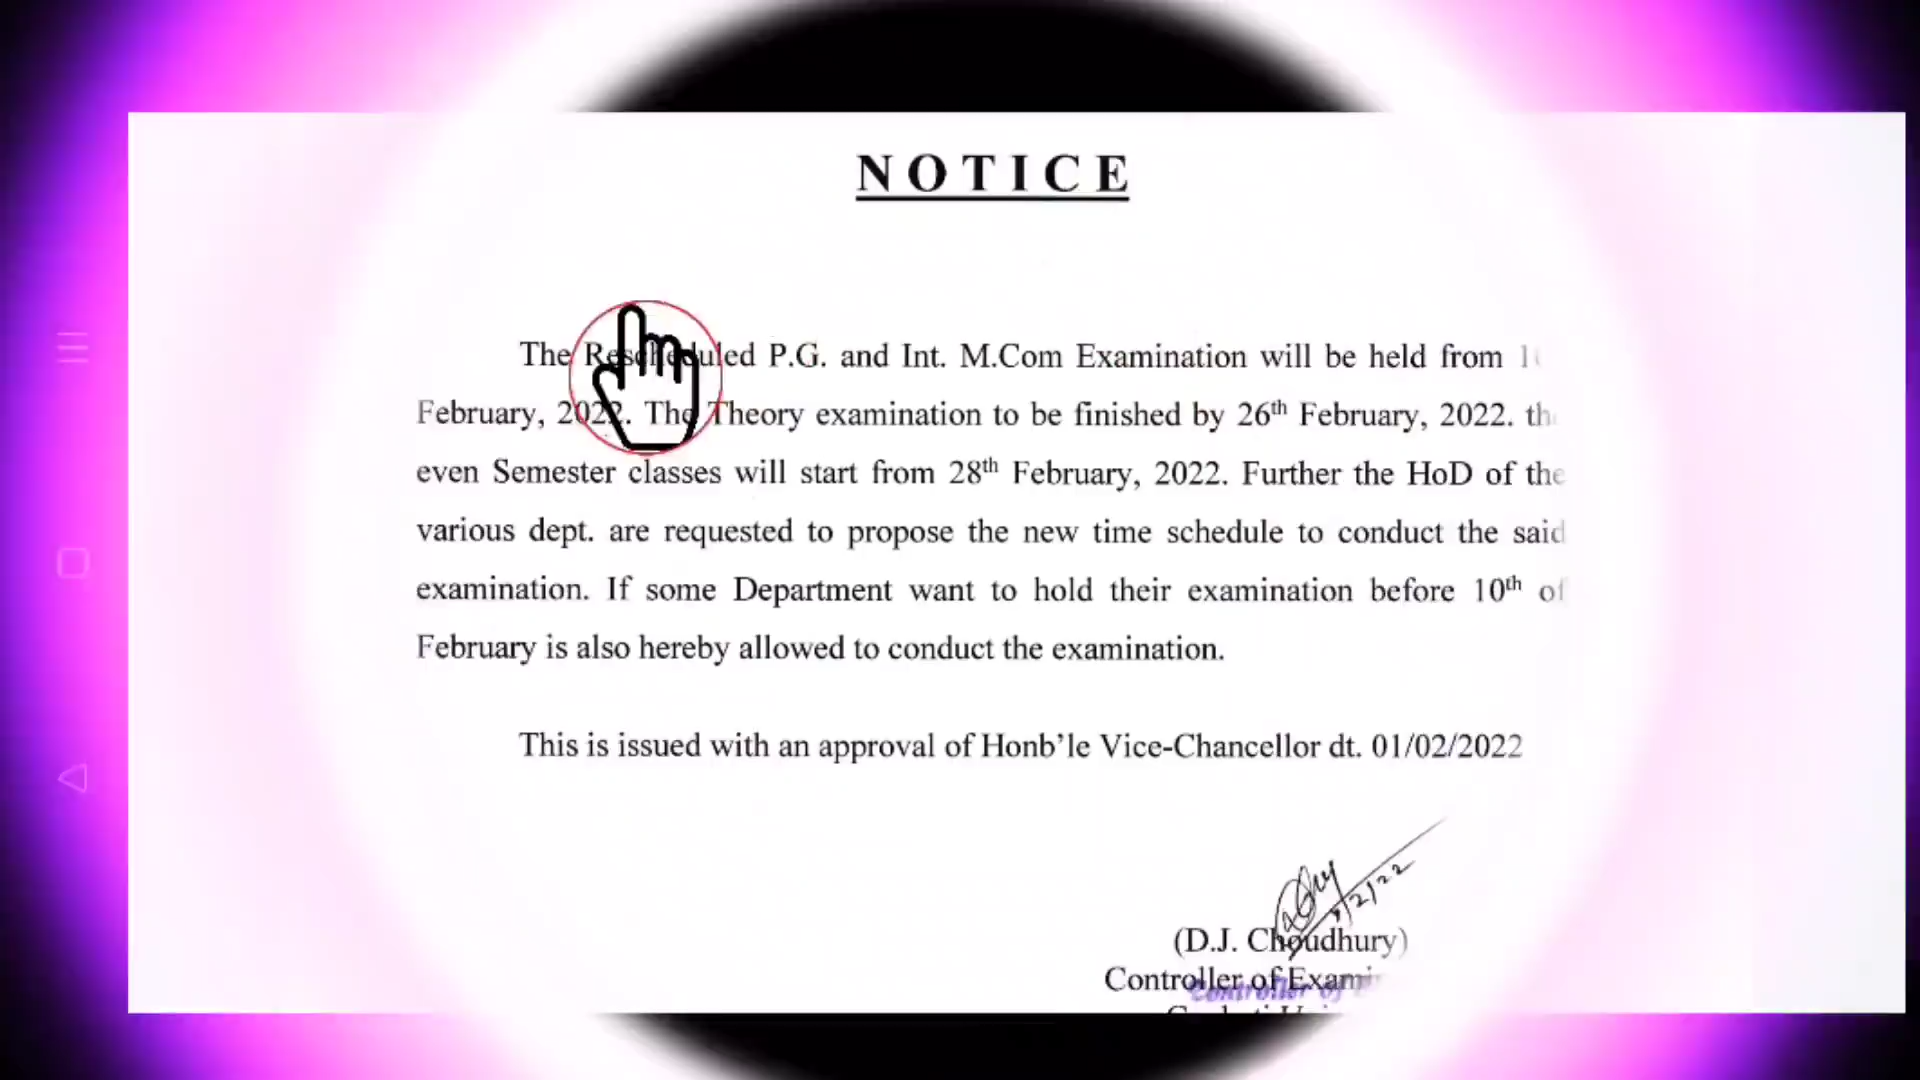 NOTICE
The Rescheduled P.G. and Int. M.Com Examination will be held from
February, 2022. The Theory examination to be finished by 26th February, 2022.
even Semester classes will start from 28th February, 2022. Further the HoD of the
various dept. are requested to propose the new time schedule to conduct the said
examination. If some Department want to hold their examination before 10th of
February is also hereby allowed to conduct the examination.
This is issued with an approval of Honb'le Vice-Chancellor dt. 01/02/2022
(D.J. Choudhury)
Controller of
Controller of